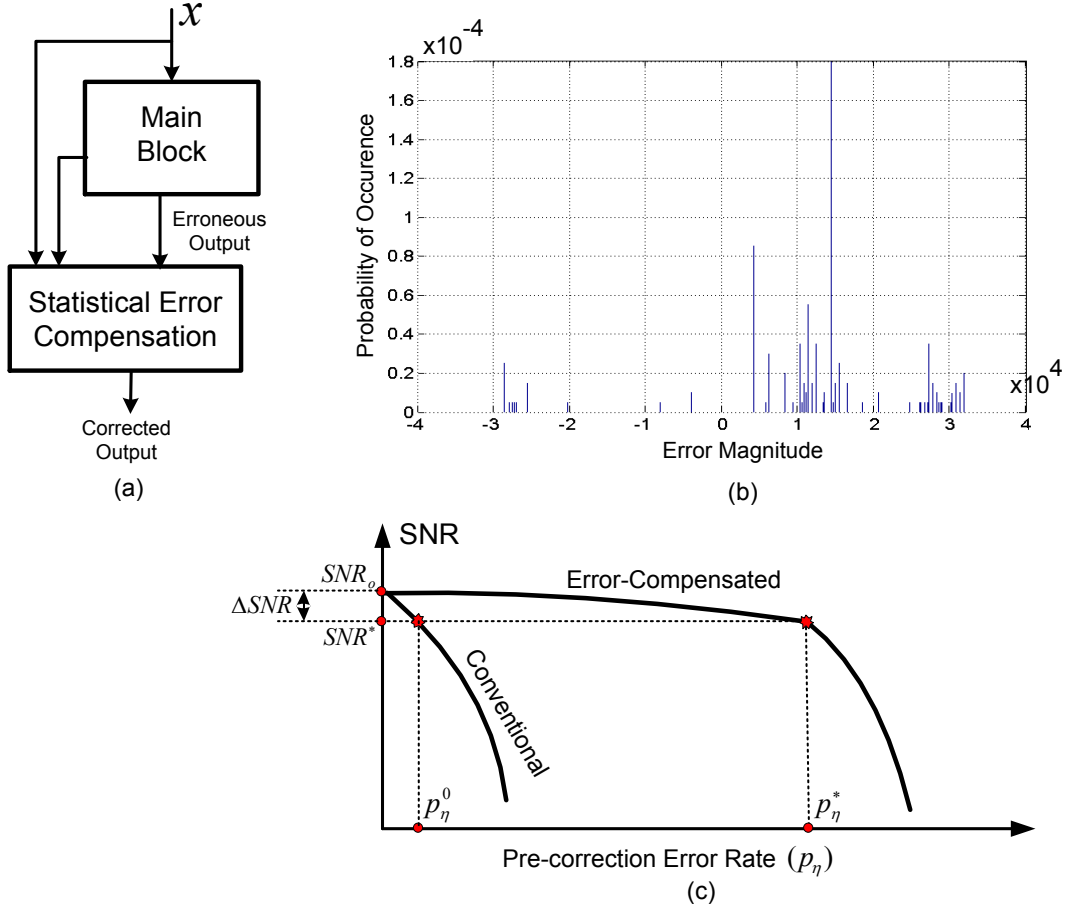 x
Main
Block
Erroneous
Output
Statistical Error
Compensation
Corrected
Output
(a)
x10^-4
1.8
1.6
1.4
1.2
1
0.8
0.6
0.4
0.2
0
Probability of Occurence
-4 -3 -2 -1 0 1 2 3 4
x10^4
Error Magnitude
(b)
SNR
SNR_o
ΔSNR
SNR^*
Error-Compensated
Conventional
p_η^0
p_η^*
Pre-correction Error Rate (p_η)
(c)